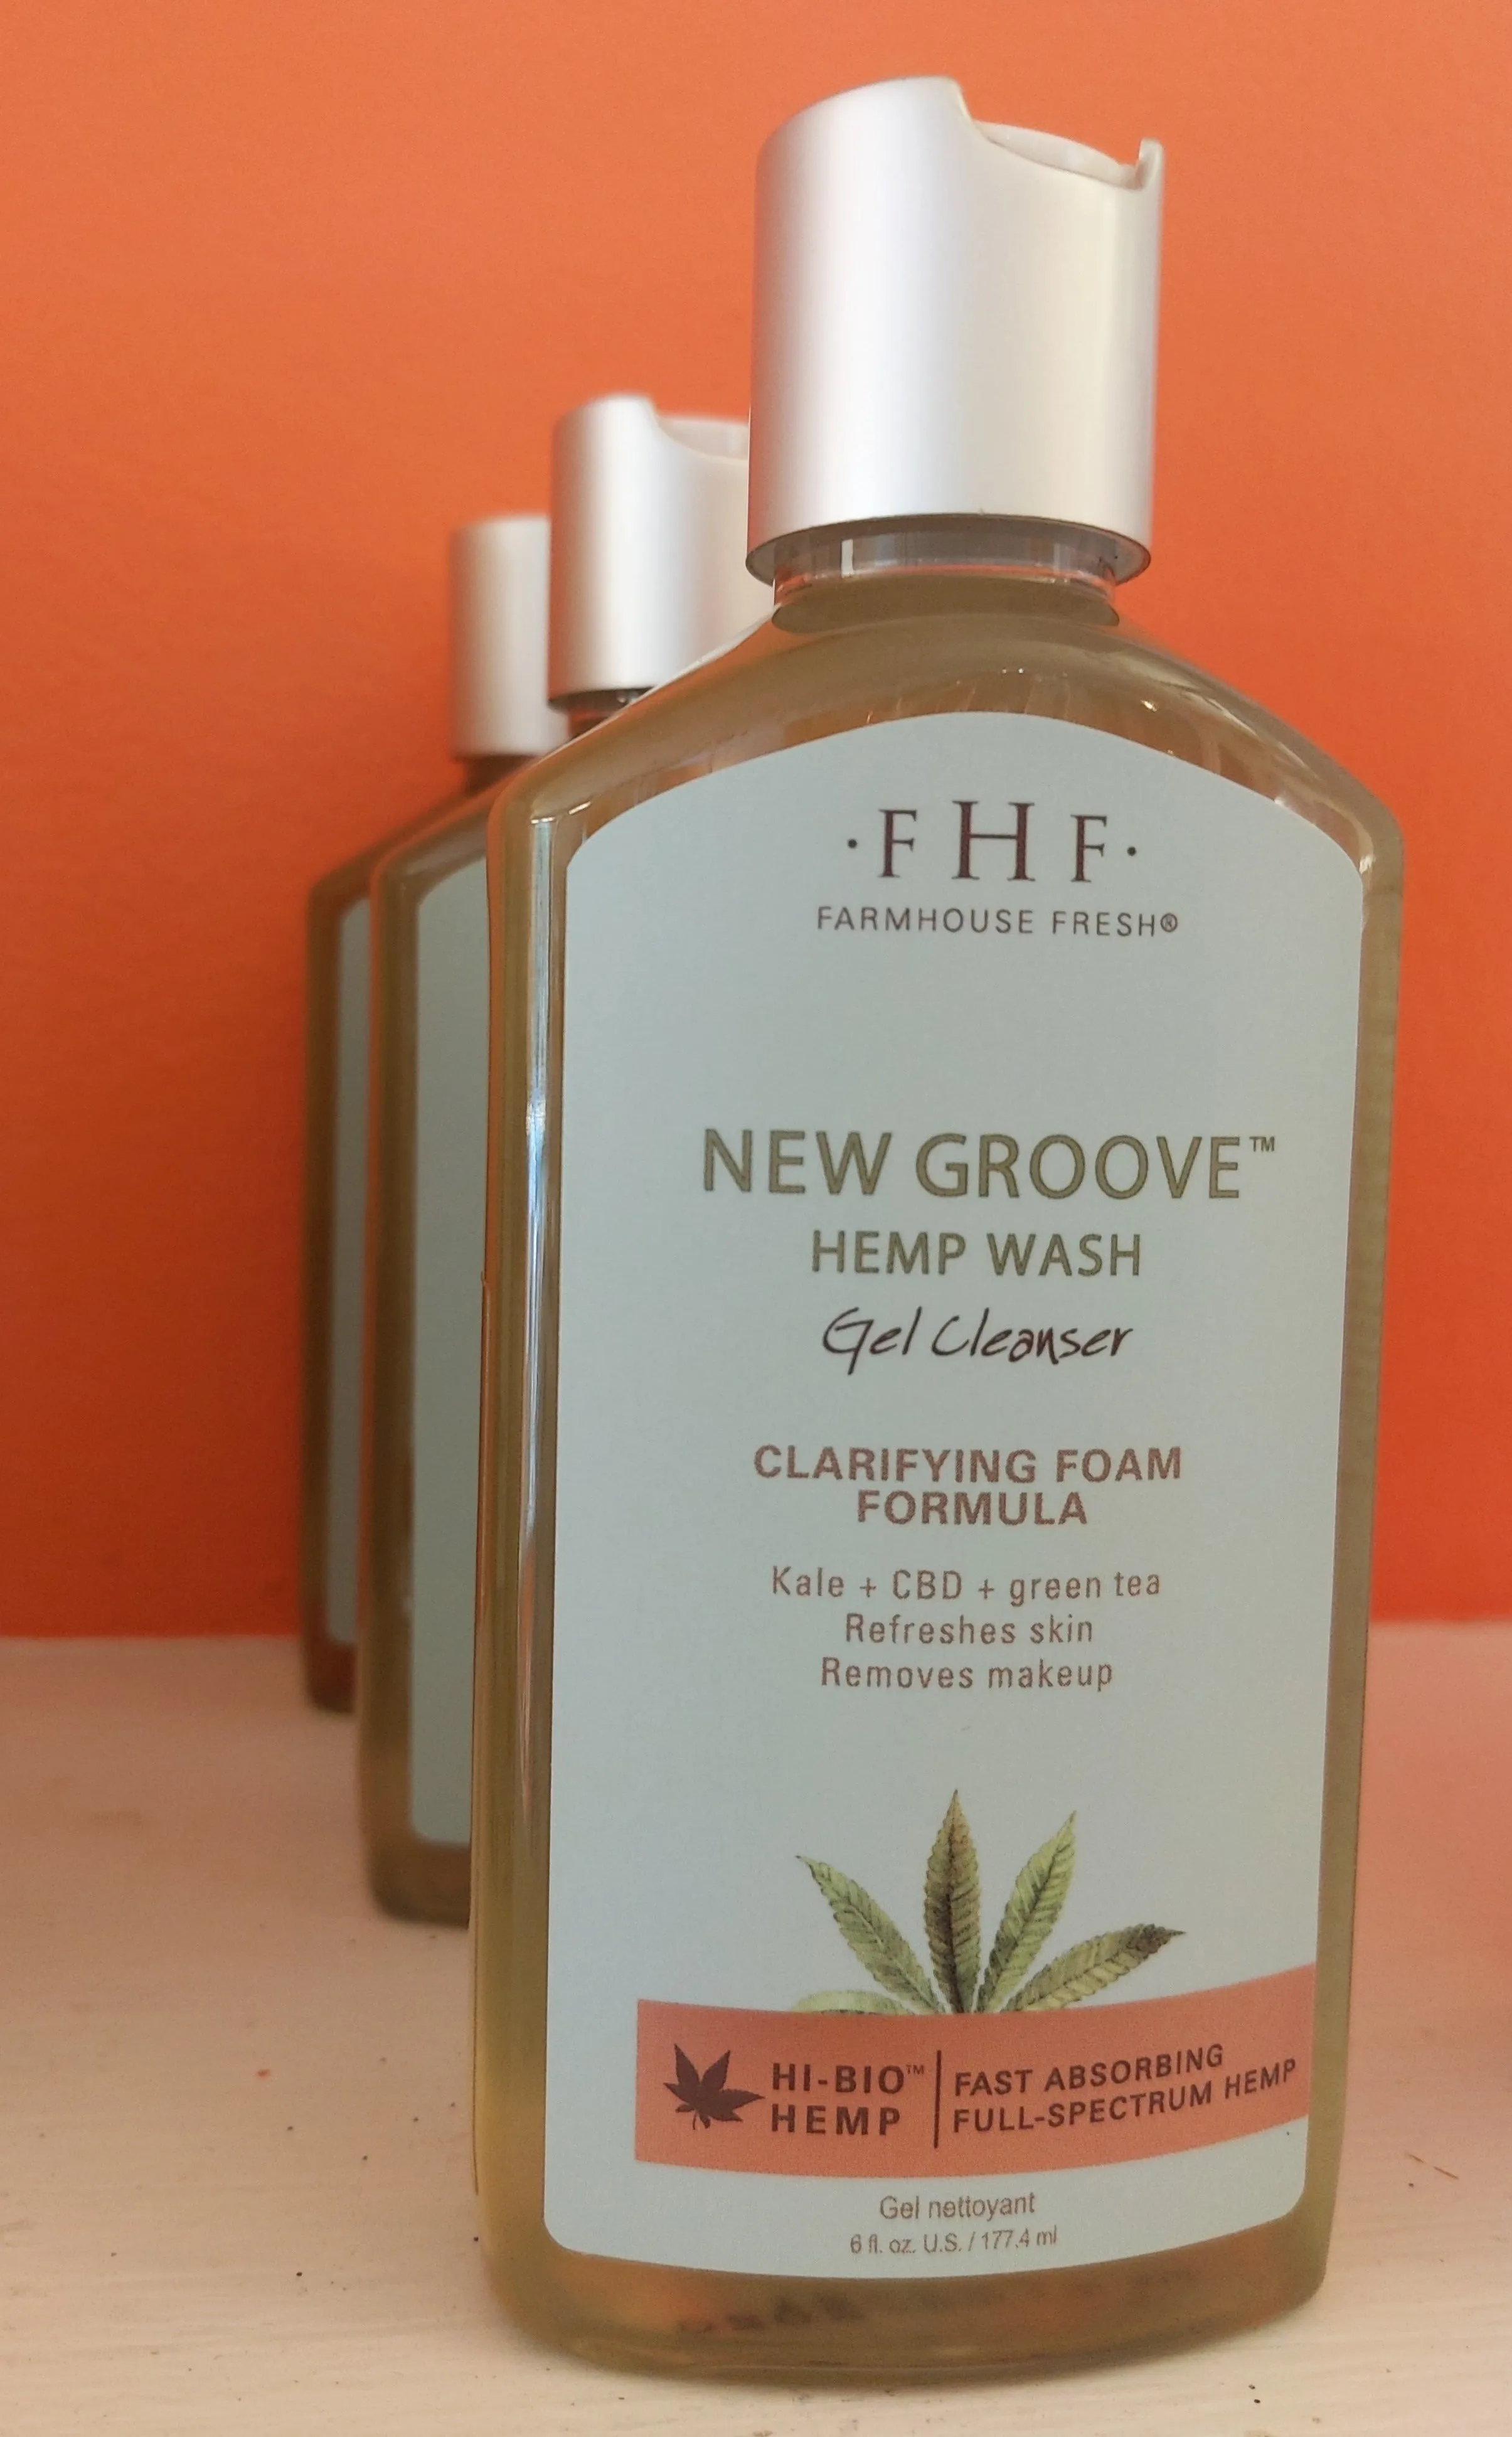 ·F H F·
FARMHOUSE FRESH®
NEW GROOVE™
HEMP WASH
Gel Cleanser
CLARIFYING FOAM
FORMULA
Kale + CBD + green tea
Refreshes skin
Removes makeup
HI-BIO™
HEMP
FAST ABSORBING
FULL-SPECTRUM HEMP
Gel nettoyant
6 fl. oz. U.S. / 177.4 ml